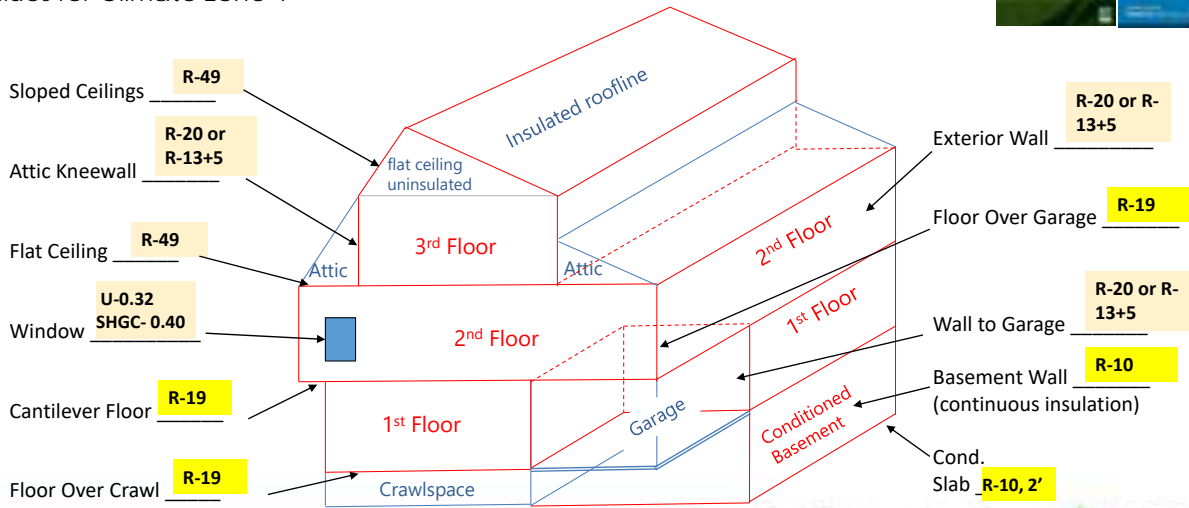 Sloped Ceilings ______ R-49
Attic Kneewall _______ R-20 or
R-13+5
Flat Ceiling ______ R-49
Window __________ U-0.32
SHGC- 0.40
Cantilever Floor _____ R-19
Floor Over Crawl _____ R-19
Insulated roofline
flat ceiling
uninsulated
3rd Floor
Attic
Attic
2nd Floor
2nd Floor
1st Floor
1st Floor
Garage
Conditioned
Basement
Crawlspace
Exterior Wall _________ R-20 or R-
13+5
Floor Over Garage _______ R-19
Wall to Garage _______ R-20 or R-
13+5
Basement Wall _____ R-10
(continuous insulation)
Cond.
Slab _R-10, 2’